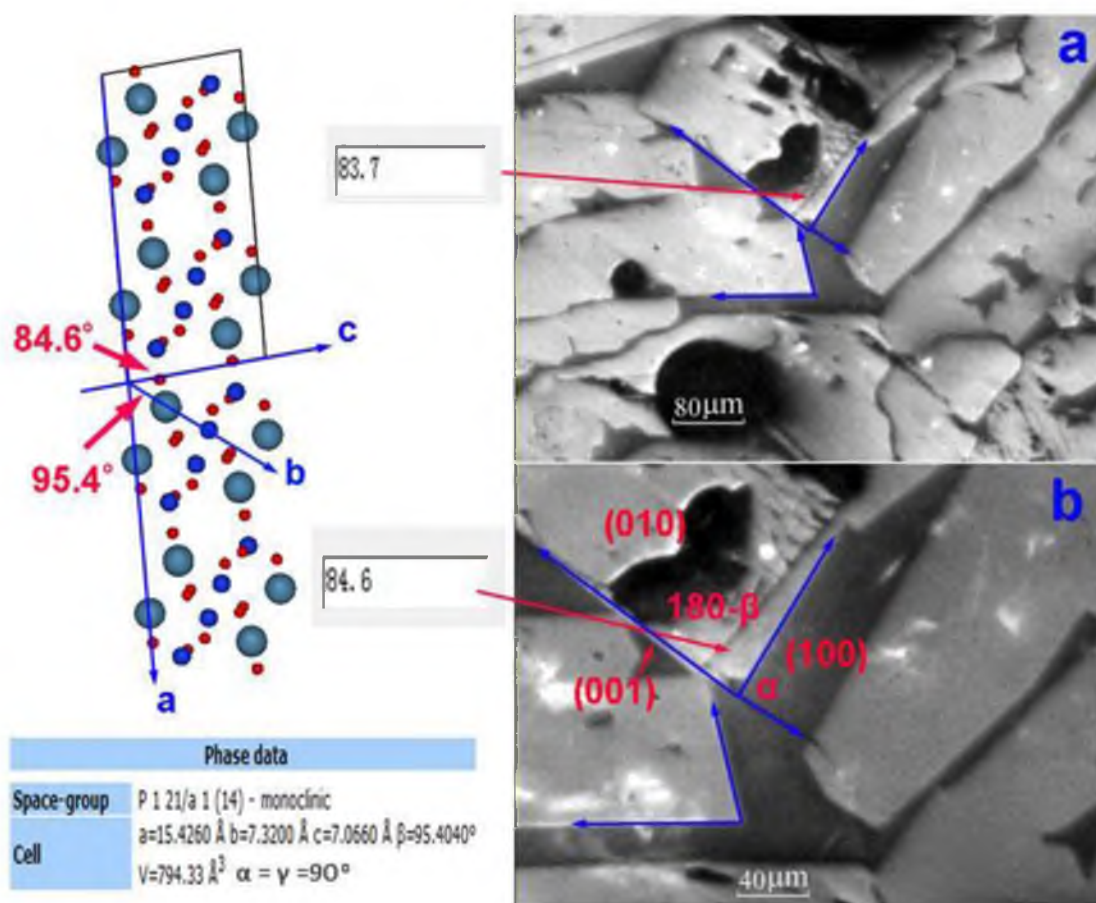 84.6°
c
95.4°
b
a
83.7
84.6
a
80μm
b
(010)
180-β
(100)
(001)
α
40μm
Phase data
Space-group P 1 21/a 1 (14) - monoclinic
Cell a=15.4260 Å b=7.3200 Å c=7.0660 Å β=95.4040°
V=794.33 Å³ α = γ =90°